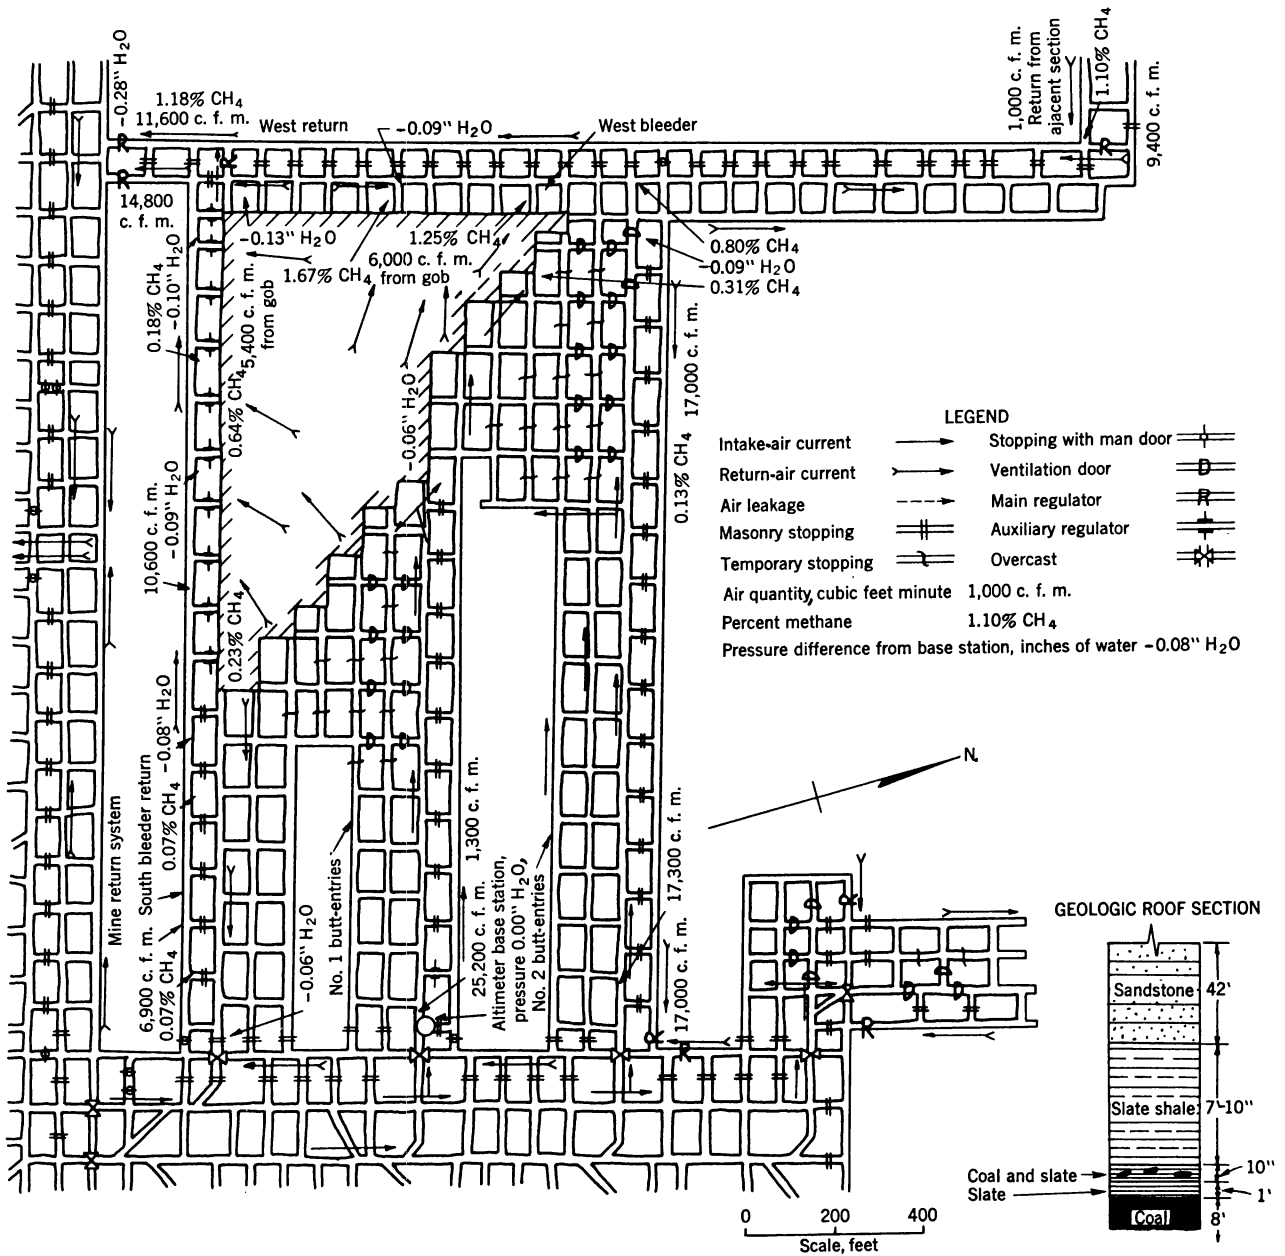 -0.28" H₂O
1.18% CH₄
11,600 c. f. m.
West return
-0.09" H₂O
West bleeder
1,000 c. f. m.
Return from
ajacent section
1.10% CH₄
9,400 c. f. m.
R
R
R
14,800
c. f. m.
-0.13" H₂O
1.67% CH₄
1.25% CH₄
6,000 c. f. m.
from gob
0.80% CH₄
-0.09" H₂O
0.31% CH₄
0.18% CH₄
-0.10" H₂O
5,400 c. f. m.
from gob
0.64% CH₄
-0.06" H₂O
17,000 c. f. m.
0.13% CH₄
10,600 c. f. m.
-0.09" H₂O
0.23% CH₄
LEGEND
Intake-air current
Stopping with man door
Return-air current
Ventilation door
D
Air leakage
Main regulator
R
Masonry stopping
Auxiliary regulator
Temporary stopping
Overcast
Air quantity, cubic feet minute 1,000 c. f. m.
Percent methane 1.10% CH₄
Pressure difference from base station, inches of water -0.08" H₂O
N.
Mine return system
6,900 c. f. m. South bleeder return
0.07% CH₄
0.07% CH₄
-0.08" H₂O
-0.06" H₂O
No. 1 butt-entries
1,300 c. f. m.
25,200 c. f. m.
Altimeter base station,
pressure 0.00" H₂O,
No. 2 butt-entries
17,300 c. f. m.
17,000 c. f. m.
R
R
GEOLOGIC ROOF SECTION
Sandstone
42'
Slate shale
7'-10"
Coal and slate
10"
Slate
1'
Coal
8'
0 200 400
Scale, feet